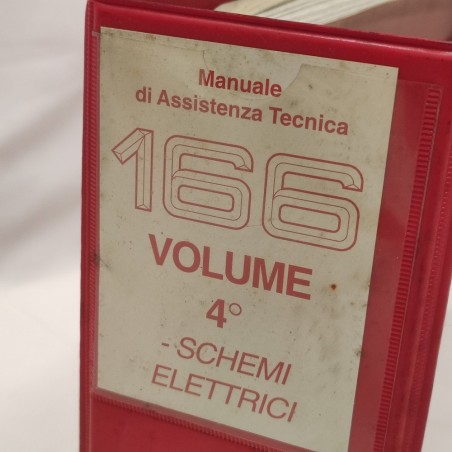 Manuale
di Assistenza Tecnica
166
VOLUME
4°
- SCHEMI
ELETTRICI